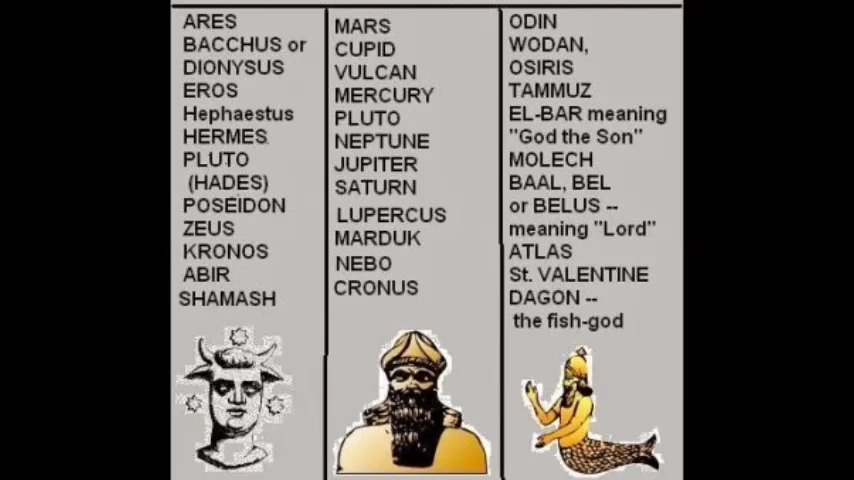 ARES
BACCHUS or
DIONYSUS
EROS
Hephaestus
HERMES
PLUTO
(HADES)
POSEIDON
ZEUS
KRONOS
ABIR
SHAMASH
MARS
CUPID
VULCAN
MERCURY
PLUTO
NEPTUNE
JUPITER
SATURN
LUPERCUS
MARDUK
NEBO
CRONUS
ODIN
WODAN,
OSIRIS
TAMMUZ
EL-BAR meaning
"God the Son"
MOLECH
BAAL, BEL
or BELUS --
meaning "Lord"
ATLAS
St. VALENTINE
DAGON --
the fish-god